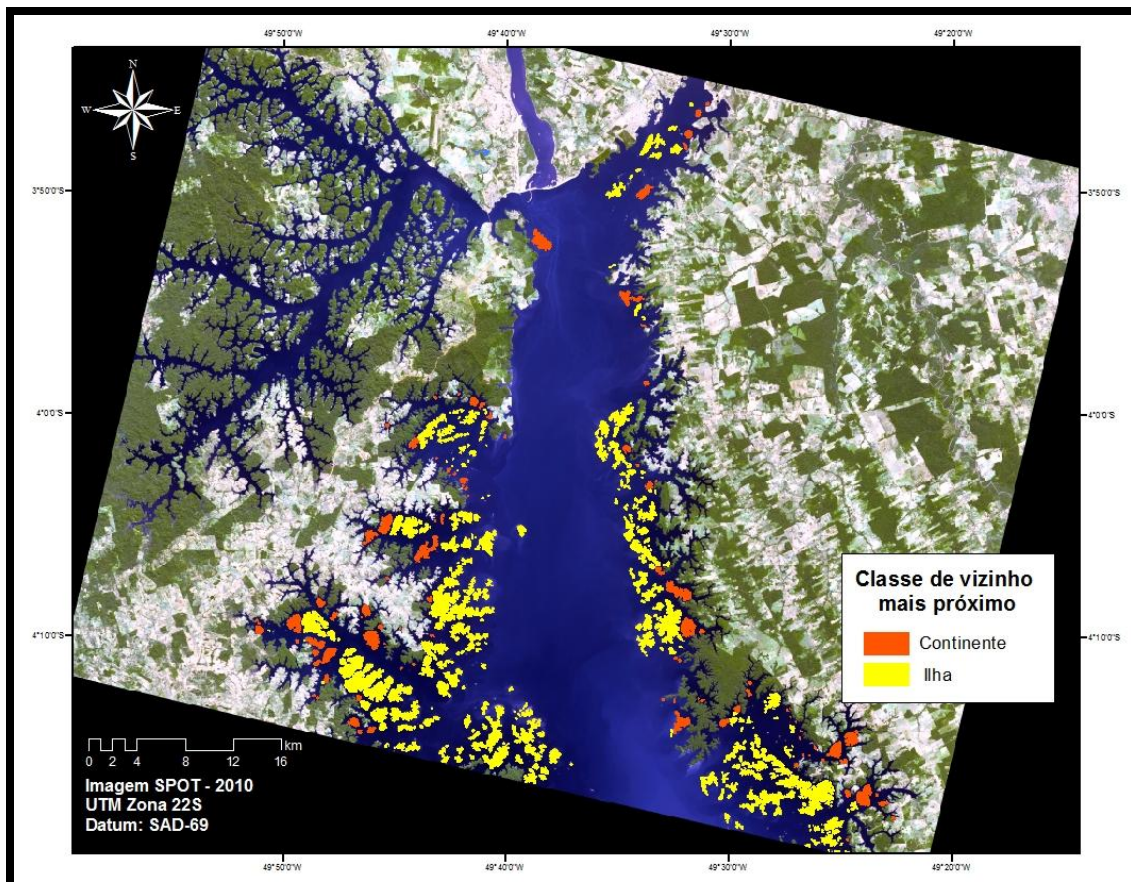 49°50'0"W 49°40'0"W 49°30'0"W 49°20'0"W
N
W E
S
3°50'0"S 3°50'0"S
4°0'0"S 4°0'0"S
4°10'0"S 4°10'0"S
Classe de vizinho
mais próximo
Continente
Ilha
km
0 2 4 8 12 16
Imagem SPOT - 2010
UTM Zona 22S
Datum: SAD-69
49°50'0"W 49°40'0"W 49°30'0"W 49°20'0"W